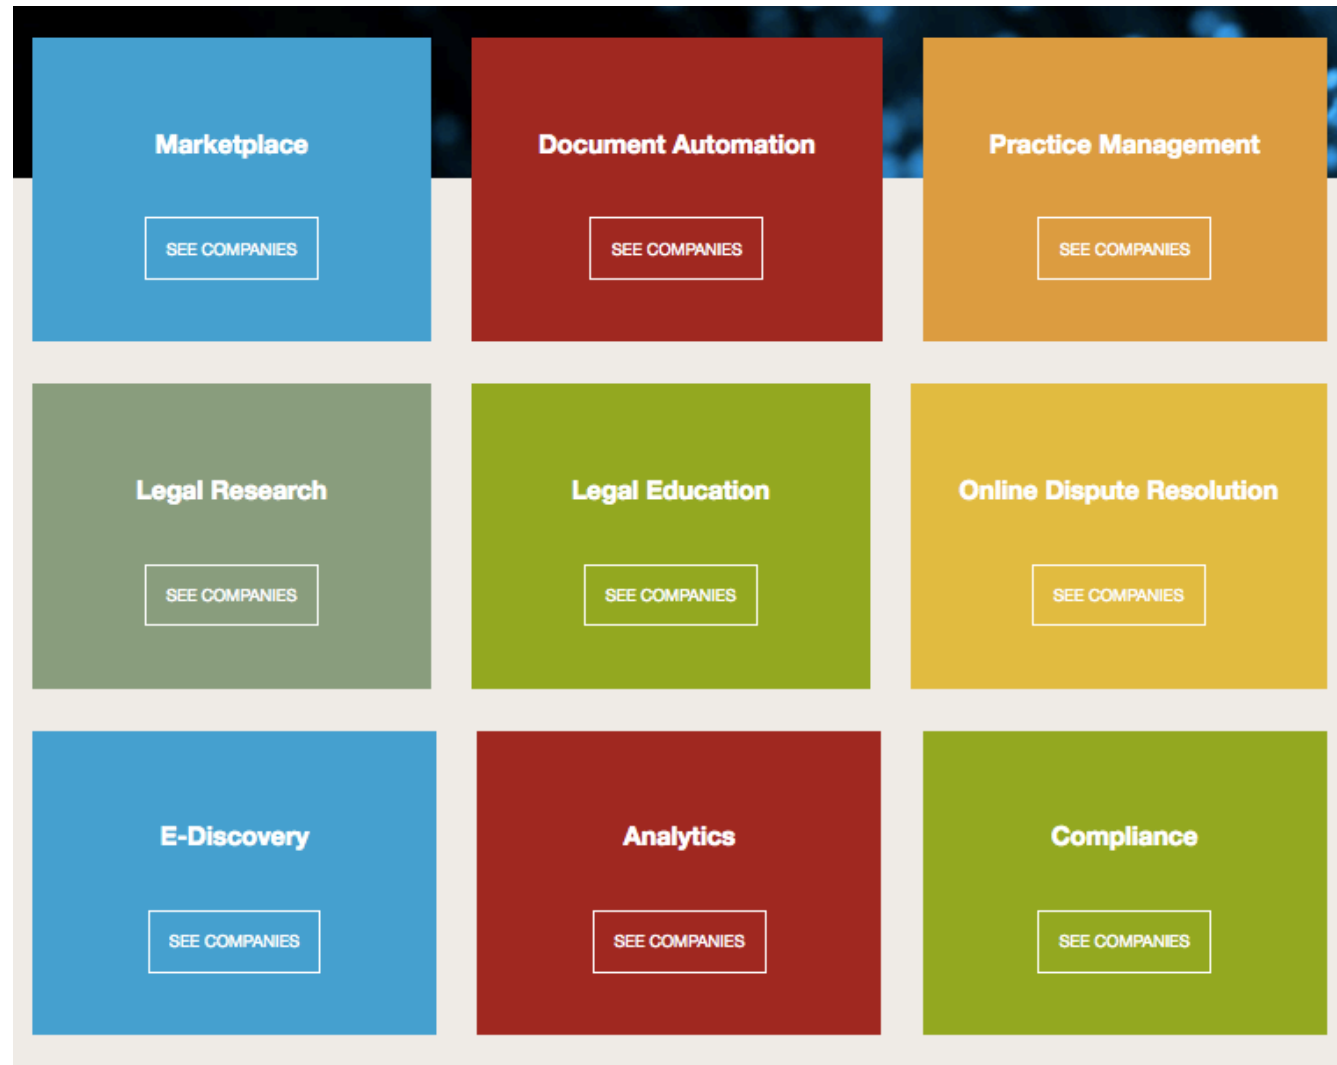 Marketplace
SEE COMPANIES
Document Automation
SEE COMPANIES
Practice Management
SEE COMPANIES
Legal Research
SEE COMPANIES
Legal Education
SEE COMPANIES
Online Dispute Resolution
SEE COMPANIES
E-Discovery
SEE COMPANIES
Analytics
SEE COMPANIES
Compliance
SEE COMPANIES